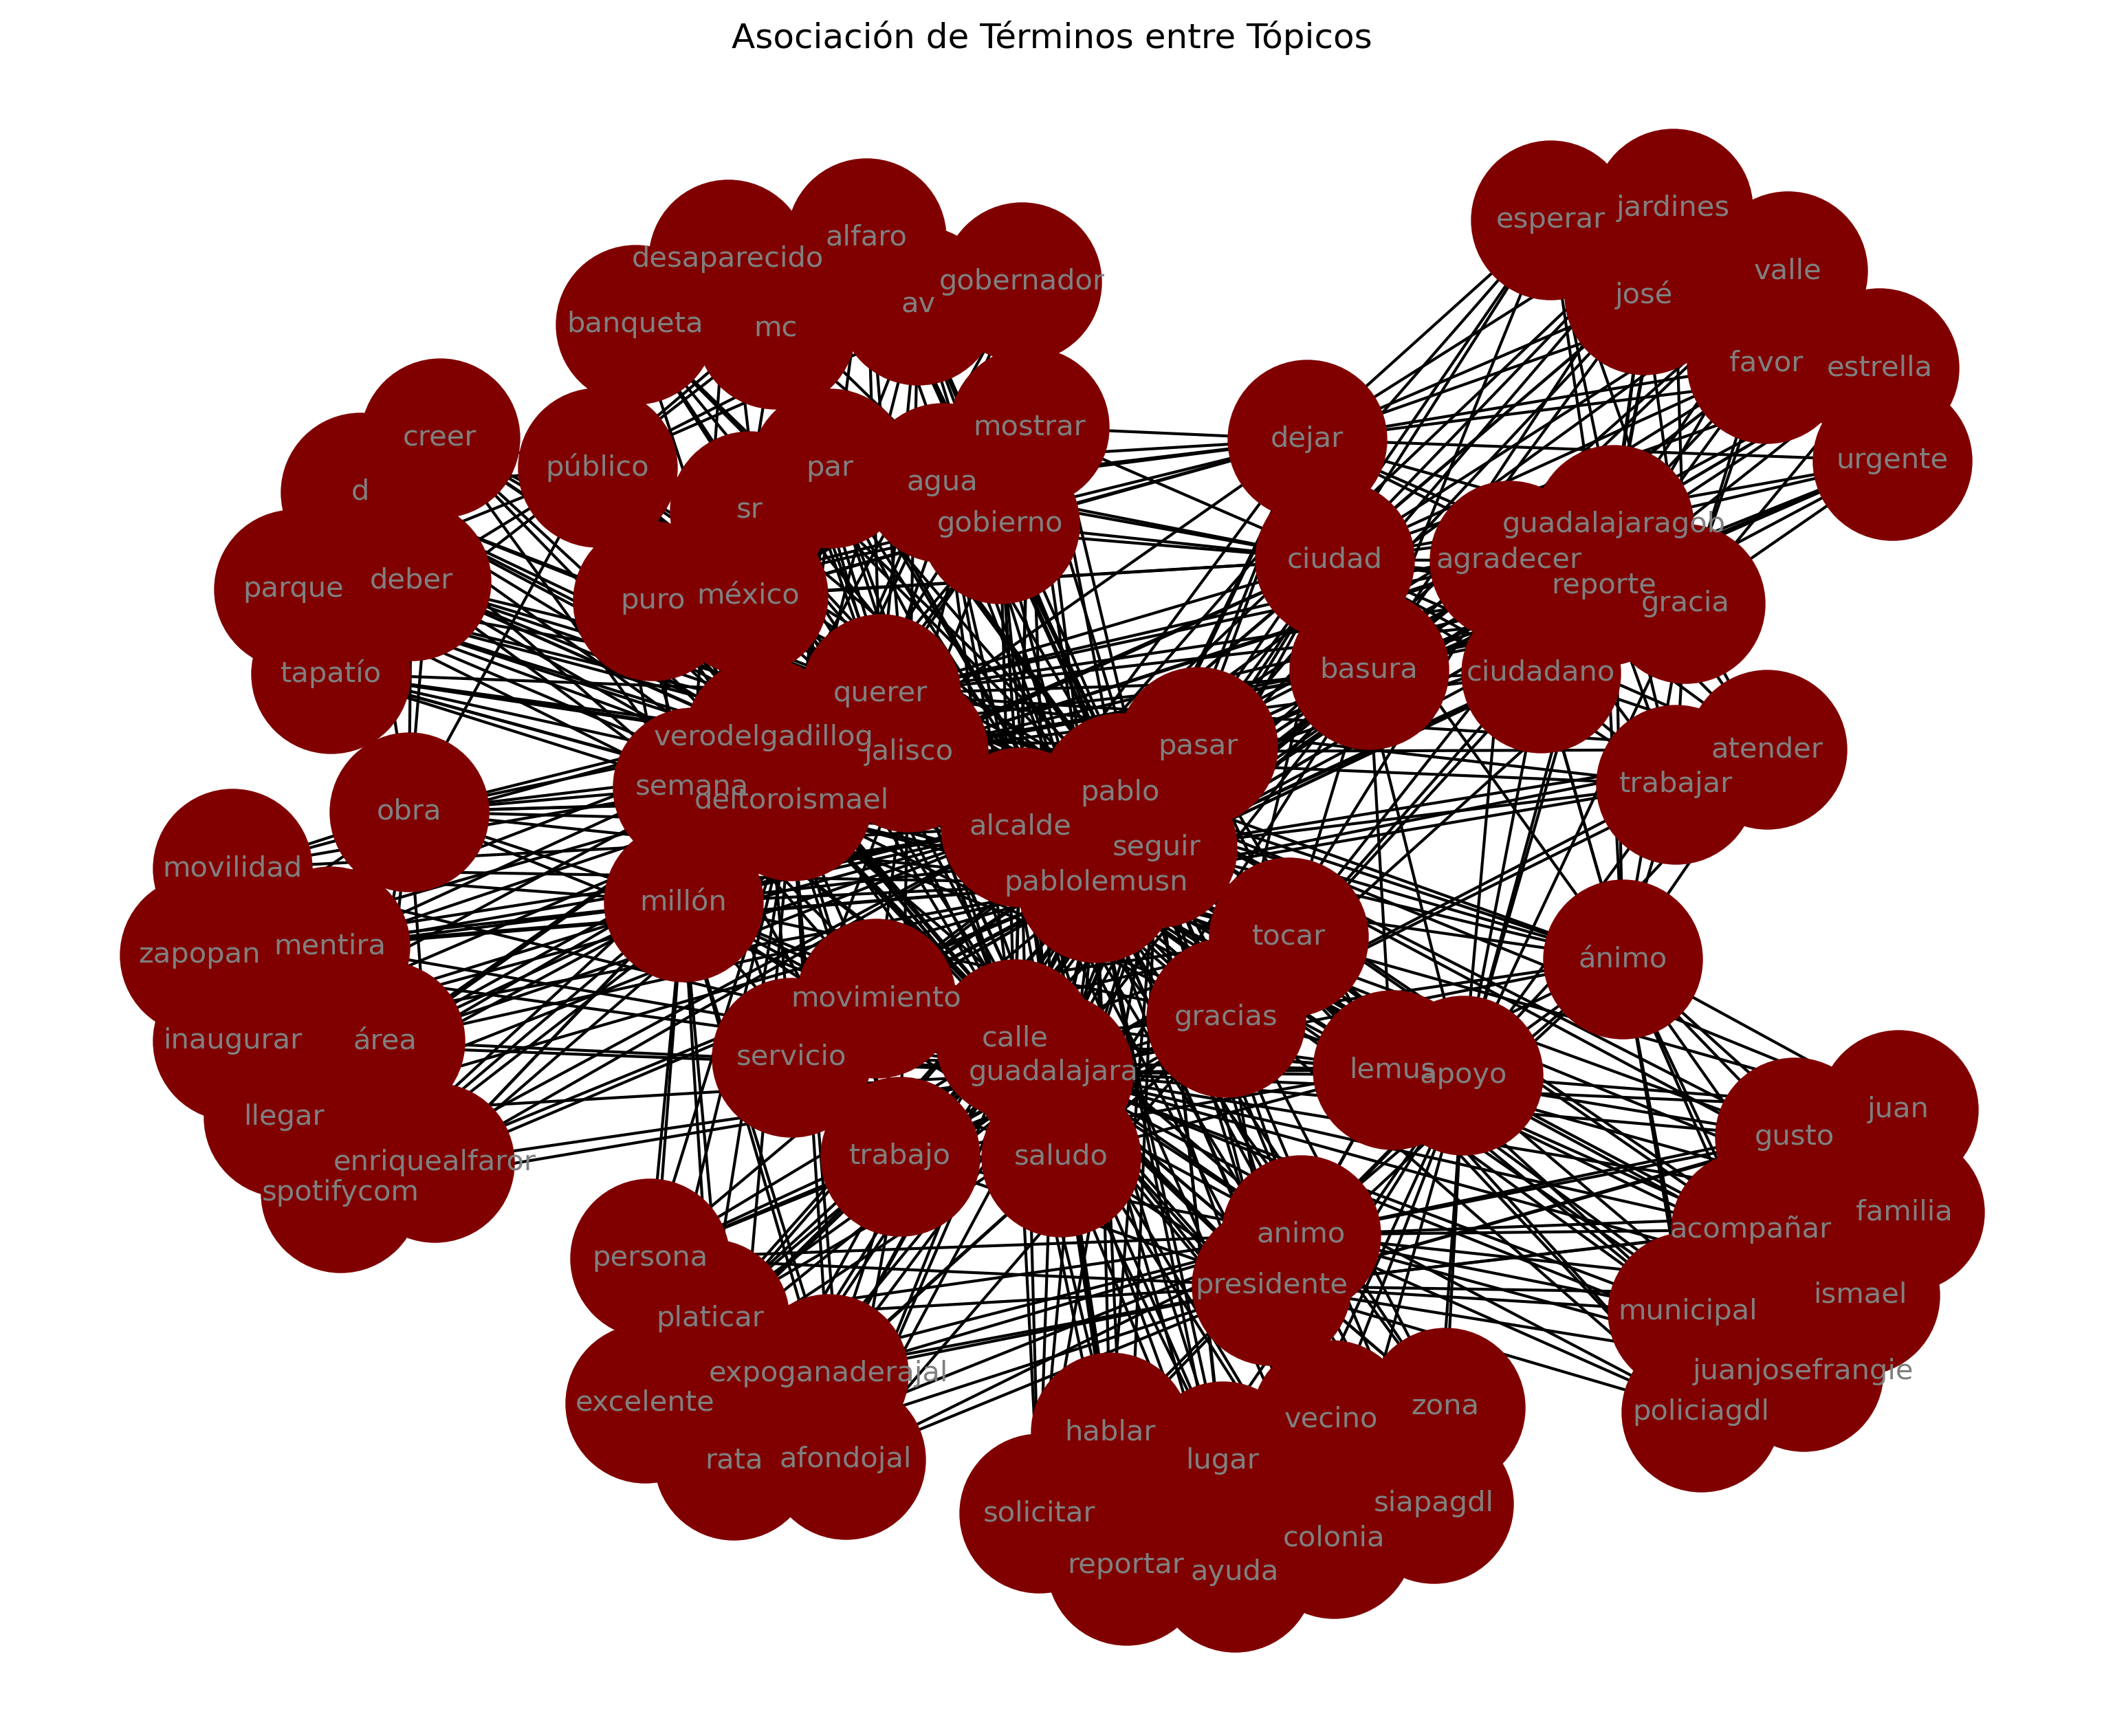 Asociación de Términos entre Tópicos
esperar
jardines
alfaro
desaparecido
gobernador
valle
av
josé
banqueta
mc
favor
estrella
mostrar
creer
dejar
público
par
urgente
agua
d
sr
gobierno
guadalajaragob
ciudad
agradecer
parque
deber
puro
méxico
reporte
gracia
tapatío
basura
ciudadano
querer
verodelgadillog
jalisco
pasar
atender
semana
deltoroismael
pablo
trabajar
obra
alcalde
seguir
movilidad
pablolemusn
millón
zapopan
mentira
tocar
ánimo
movimiento
gracias
inaugurar
área
calle
servicio
guadalajara
lemus
apoyo
juan
llegar
gusto
enriquealfaror
trabajo
saludo
spotifycom
familia
acompañar
animo
persona
presidente
ismael
platicar
municipal
expoganaderajal
juanjosefrangie
excelente
zona
policiagdl
vecino
hablar
rata
afondojal
lugar
solicitar
siapagdl
colonia
reportar
ayuda